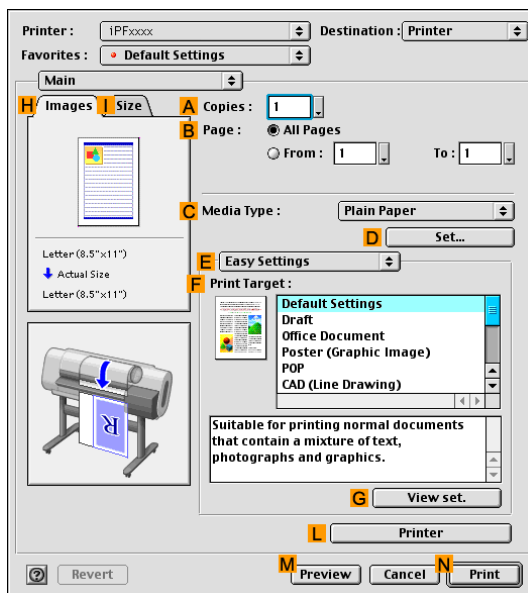 Printer : iPFxxxx Destination : Printer
Favorites : Default Settings
Main
H Images I Size
A Copies : 1
B Page : All Pages
From : 1 To : 1
C Media Type : Plain Paper
D Set...
Letter (8.5"x11")
Actual Size
Letter (8.5"x11")
E Easy Settings
F Print Target :
Default Settings
Draft
Office Document
Poster (Graphic Image)
POP
CAD (Line Drawing)
R
Suitable for printing normal documents
that contain a mixture of text,
photographs and graphics.
G View set.
L Printer
? Revert M Preview Cancel N Print